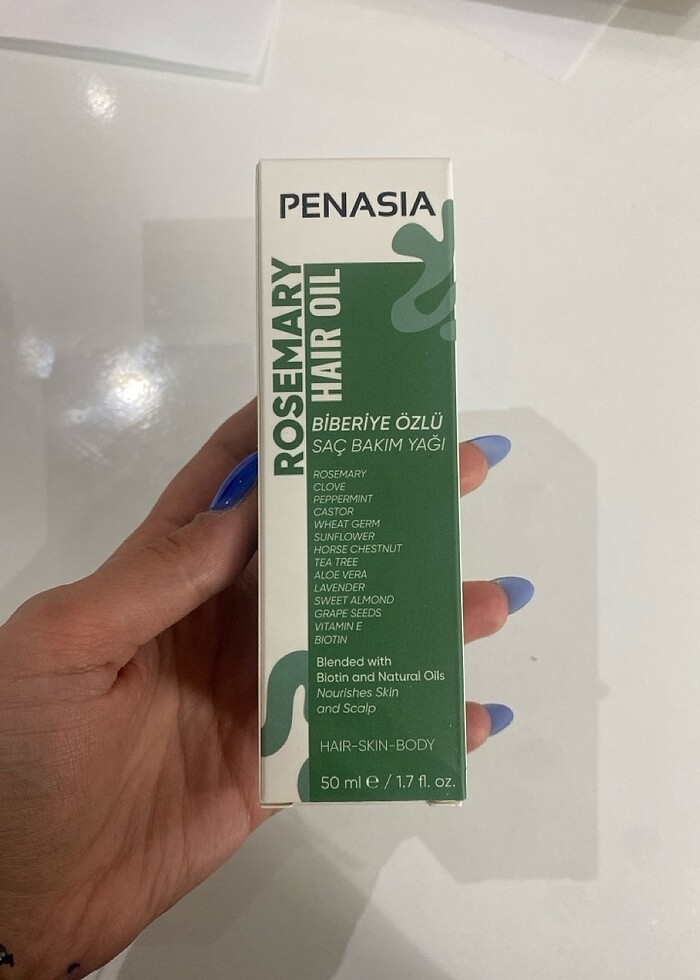 PENASIA
ROSEMARY
HAIR OIL
BİBERİYE ÖZLÜ
SAÇ BAKIM YAĞI
ROSEMARY
CLOVE
PEPPERMINT
CASTOR
WHEAT GERM
SUNFLOWER
HORSE CHESTNUT
TEA TREE
ALOE VERA
LAVENDER
SWEET ALMOND
GRAPE SEEDS
VITAMIN E
BIOTIN
Blended with
Biotin and Natural Oils
Nourishes Skin
and Scalp
HAIR-SKIN-BODY
50 ml ℮ / 1.7 fl. oz.